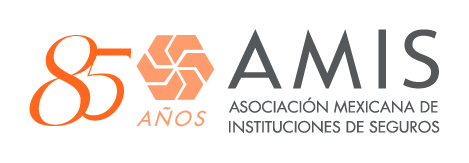 85
AÑOS
AMIS
ASOCIACIÓN MEXICANA DE
INSTITUCIONES DE SEGUROS